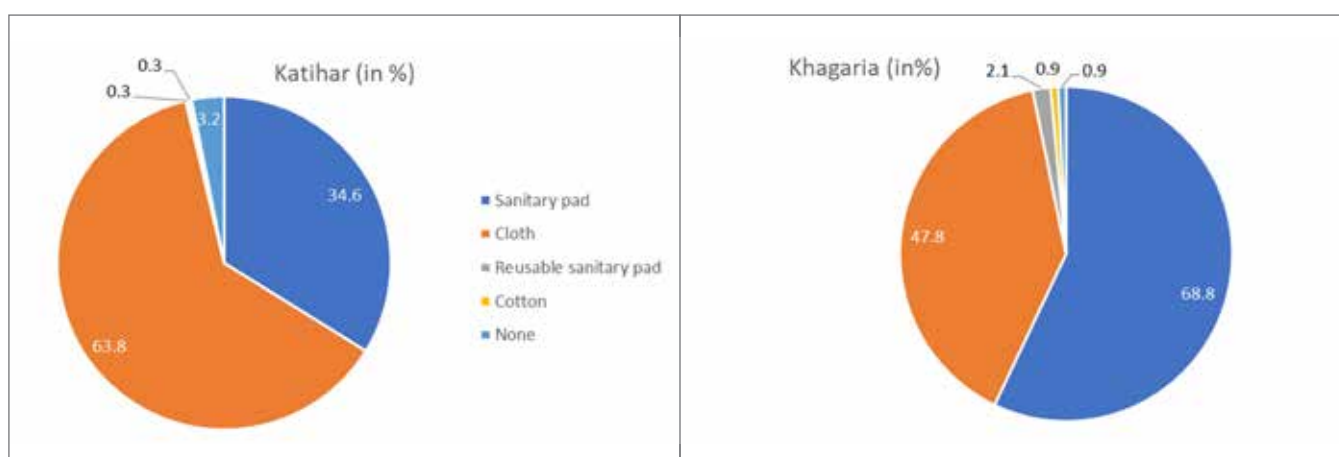 Katihar (in %)
0.3
0.3
3.2
34.6
63.8
Sanitary pad
Cloth
Reusable sanitary pad
Cotton
None
Khagaria (in%)
2.1
0.9
0.9
47.8
68.8